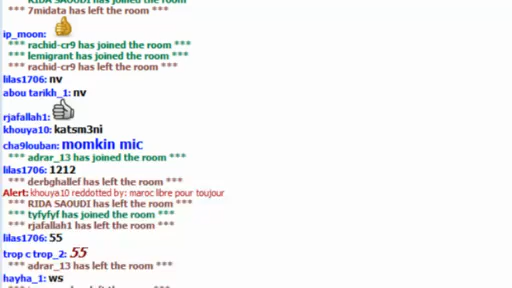 *** RIDA SAOUDI has joined the room ***
*** 7midata has left the room ***
ip_moon:
*** rachid-cr9 has joined the room ***
*** lemigrant has joined the room ***
*** rachid-cr9 has left the room ***
lilas1706: nv
abou tarikh_1: nv
rjafallah1:
khouya10: katsm3ni
cha9louban: momkin mic
*** adrar_13 has joined the room ***
lilas1706: 1212
*** derbghallef has left the room ***
Alert: khouya10 reddotted by: maroc libre pour toujour
*** RIDA SAOUDI has left the room ***
*** tyfyfyf has joined the room ***
*** rjafallah1 has left the room ***
lilas1706: 55
trop c trop_2: 55
*** adrar_13 has left the room ***
hayha_1: ws